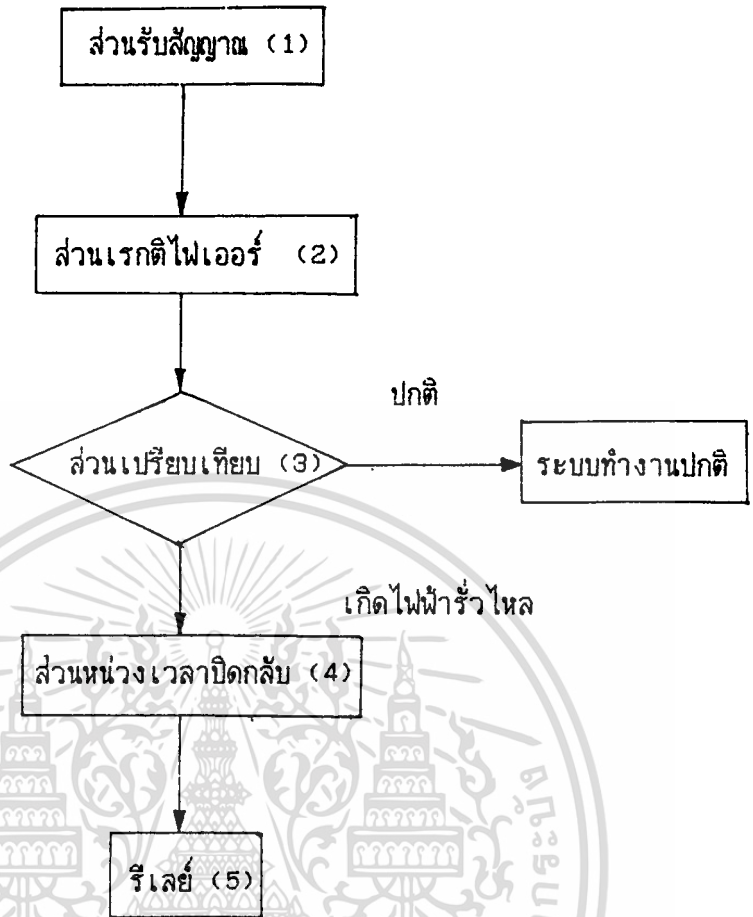 ส่วนรับสัญญาณ (1)
ส่วนเรกติไฟเออร์ (2)
ปกติ
ส่วนเปรียบเทียบ (3)
ระบบทำงานปกติ
เกิดไฟฟ้ารั่วไหล
ส่วนหน่วงเวลาปิดกลับ (4)
รีเลย์ (5)